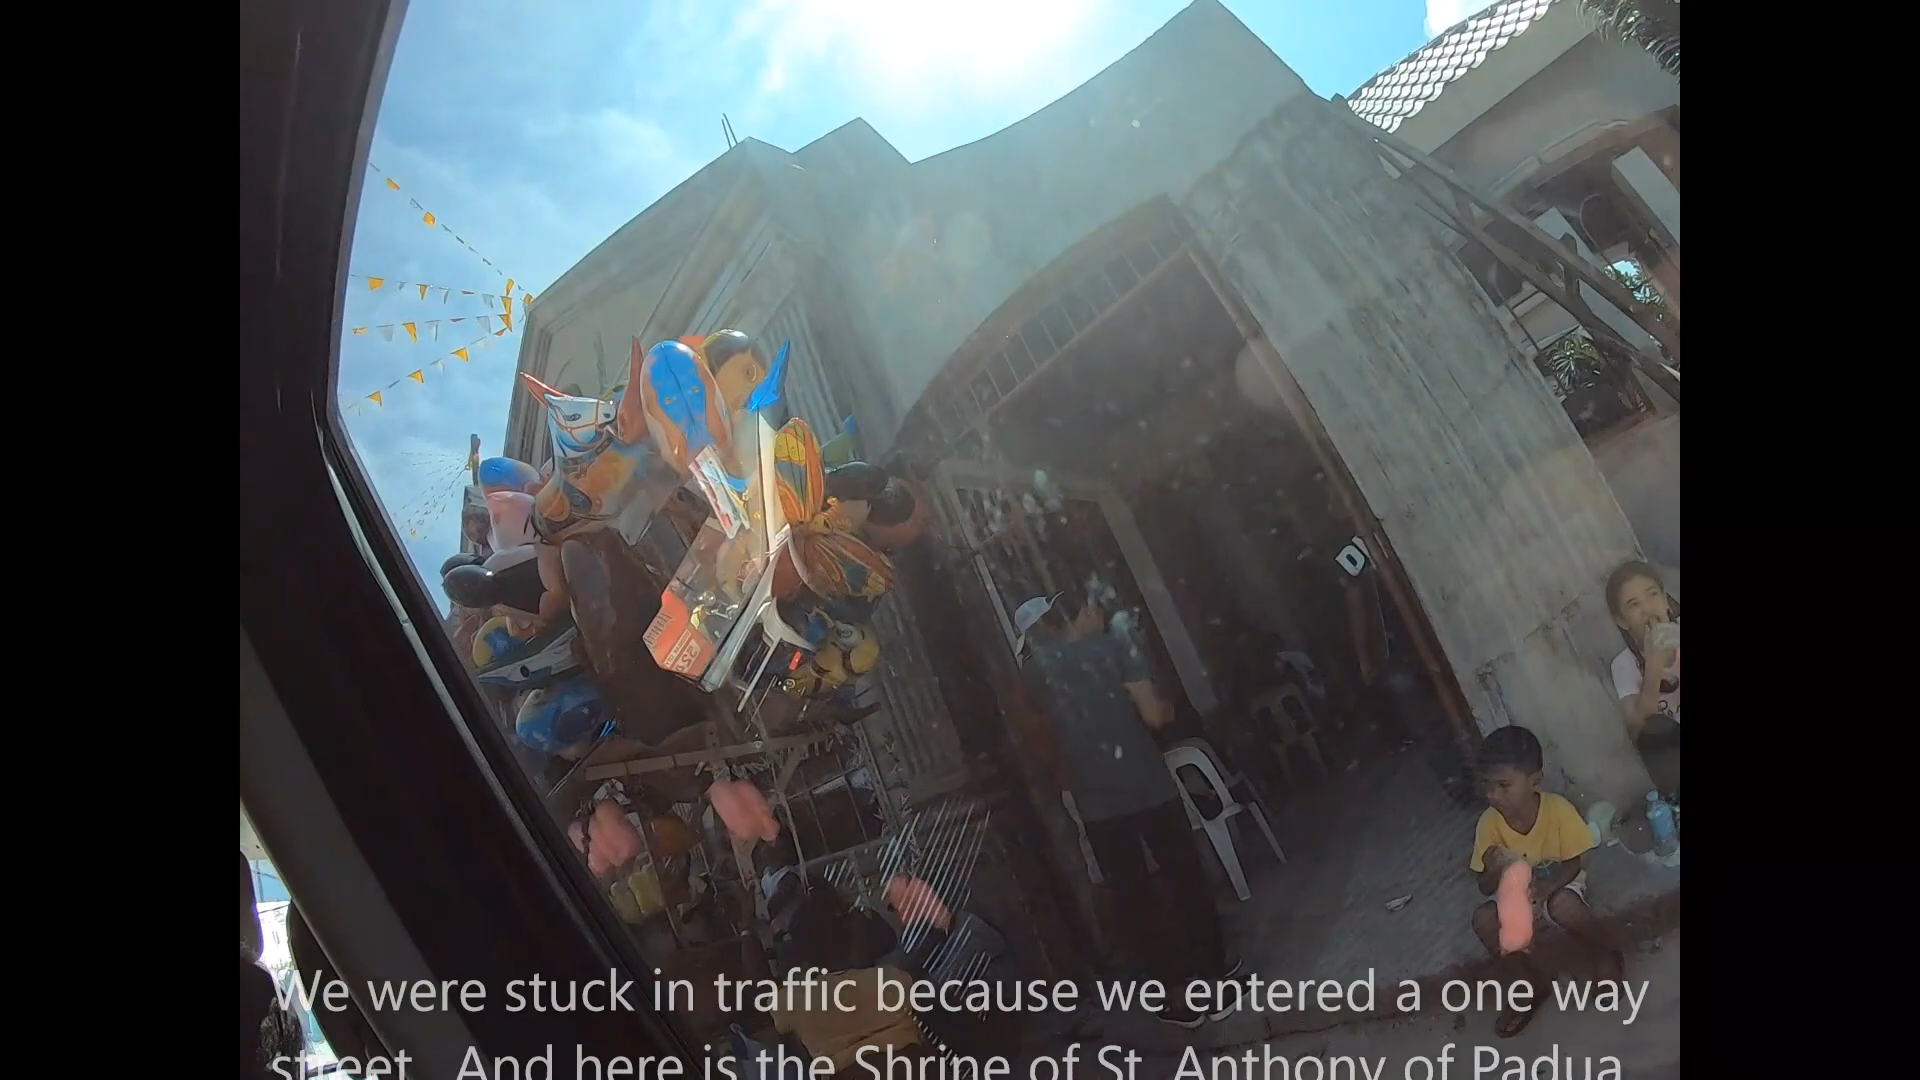 D
We were stuck in traffic because we entered a one way
street. And here is the Shrine of St. Anthony of Padua